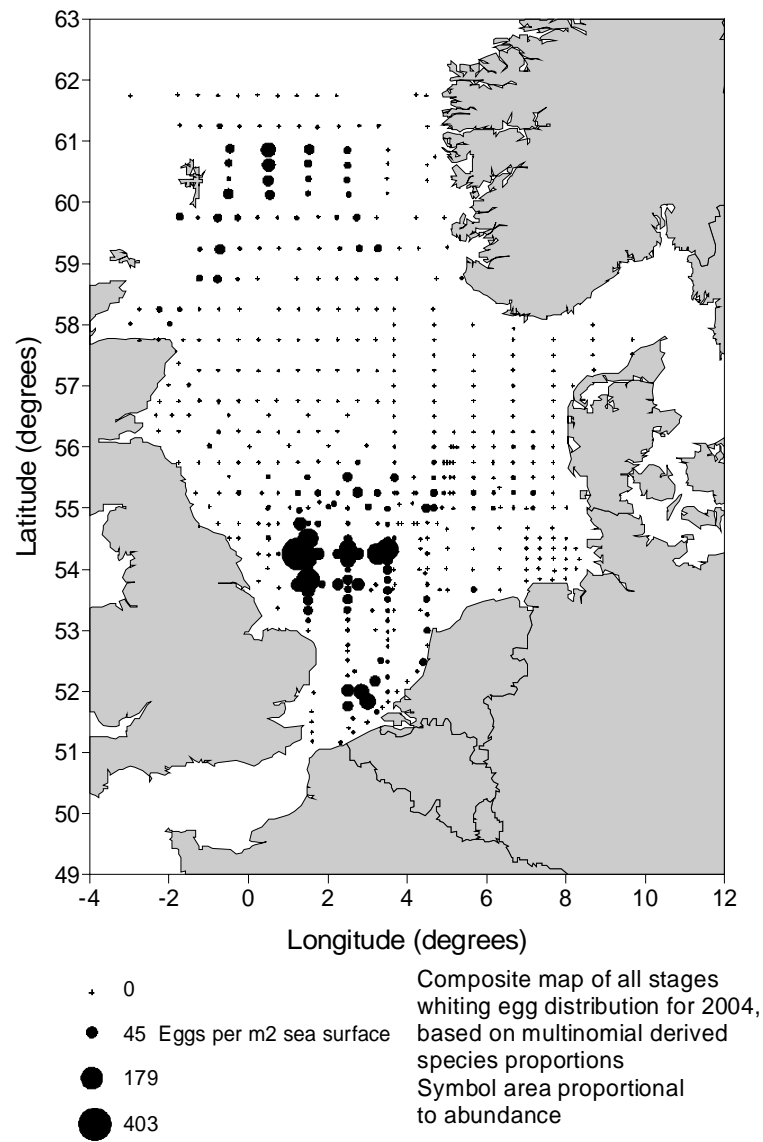 63
62
61
60
59
58
57
56
55
54
53
52
51
50
49
Latitude (degrees)
-4 -2 0 2 4 6 8 10 12
Longitude (degrees)
0
45 Eggs per m2 sea surface
179
403
Composite map of all stages
whiting egg distribution for 2004,
based on multinomial derived
species proportions
Symbol area proportional
to abundance